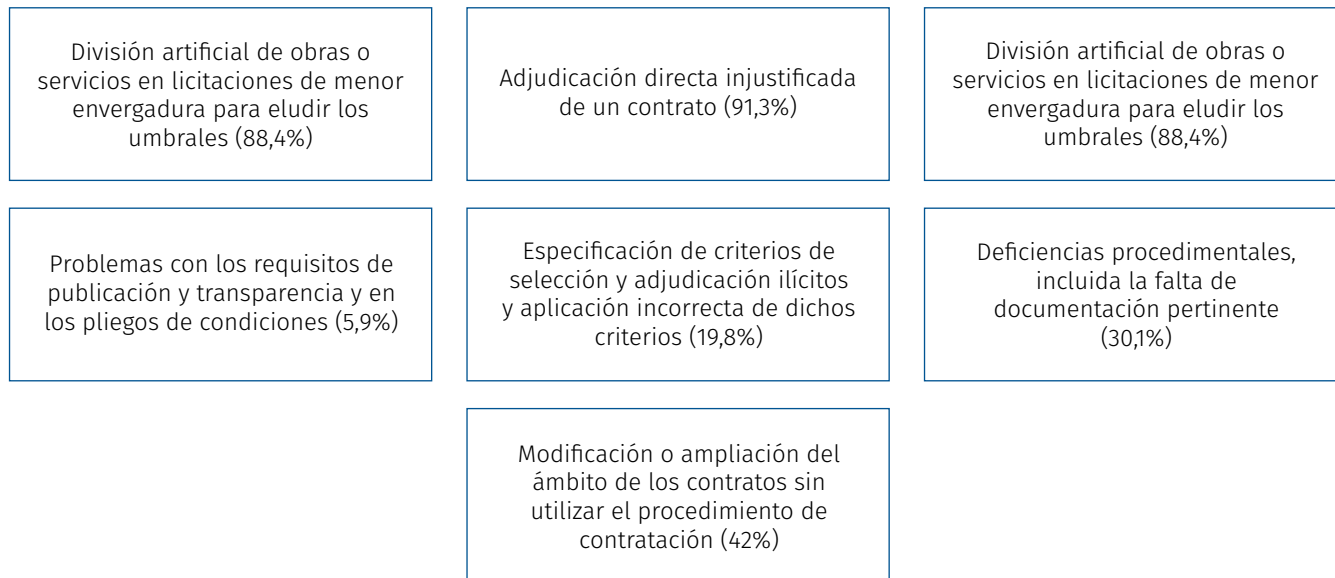 División artificial de obras o
servicios en licitaciones de menor
envergadura para eludir los
umbrales (88,4%)
Adjudicación directa injustificada
de un contrato (91,3%)
División artificial de obras o
servicios en licitaciones de menor
envergadura para eludir los
umbrales (88,4%)
Problemas con los requisitos de
publicación y transparencia y en
los pliegos de condiciones (5,9%)
Especificación de criterios de
selección y adjudicación ilícitos
y aplicación incorrecta de dichos
criterios (19,8%)
Deficiencias procedimentales,
incluida la falta de
documentación pertinente
(30,1%)
Modificación o ampliación del
ámbito de los contratos sin
utilizar el procedimiento de
contratación (42%)